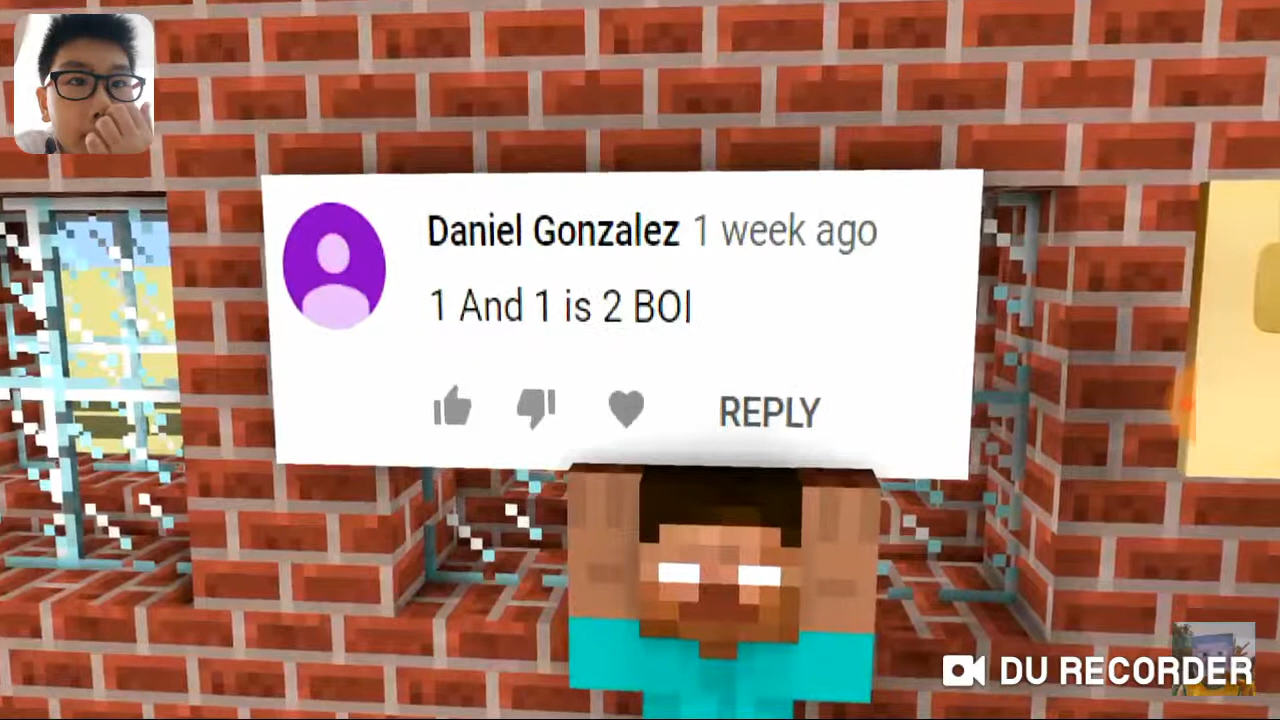 Daniel Gonzalez 1 week ago
1 And 1 is 2 BOI
REPLY
DU RECORDER